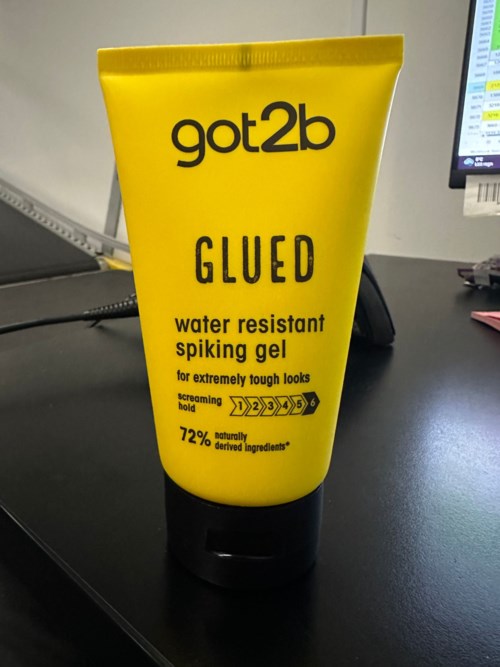 got2b
GLUED
water resistant
spiking gel
for extremely tough looks
screaming
hold
1 2 3 4 5 6
72% naturally
derived ingredients*